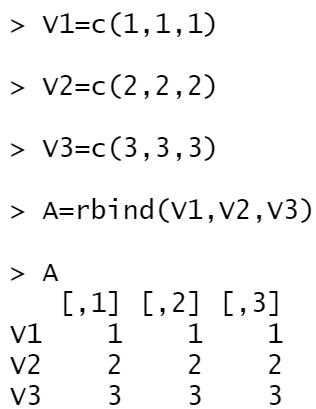 > V1=c(1,1,1)
> V2=c(2,2,2)
> V3=c(3,3,3)
> A=rbind(V1,V2,V3)
> A
   [,1] [,2] [,3]
V1    1    1    1
V2    2    2    2
V3    3    3    3